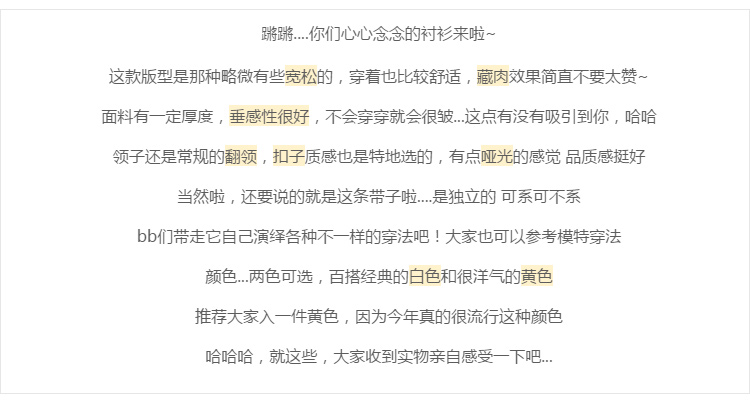 蹡蹡....你们心心念念的衬衫来啦~
这款版型是那种略微有些宽松的，穿着也比较舒适，藏肉效果简直不要太赞~
面料有一定厚度，垂感性很好，不会穿穿就会很皱...这点有没有吸引到你，哈哈
领子还是常规的翻领，扣子质感也是特地选的，有点哑光的感觉 品质感挺好
当然啦，还要说的就是这条带子啦....是独立的 可系可不系
bb们带走它自己演绎各种不一样的穿法吧！大家也可以参考模特穿法
颜色...两色可选，百搭经典的白色和很洋气的黄色
推荐大家入一件黄色，因为今年真的很流行这种颜色
哈哈哈，就这些，大家收到实物亲自感受一下吧...